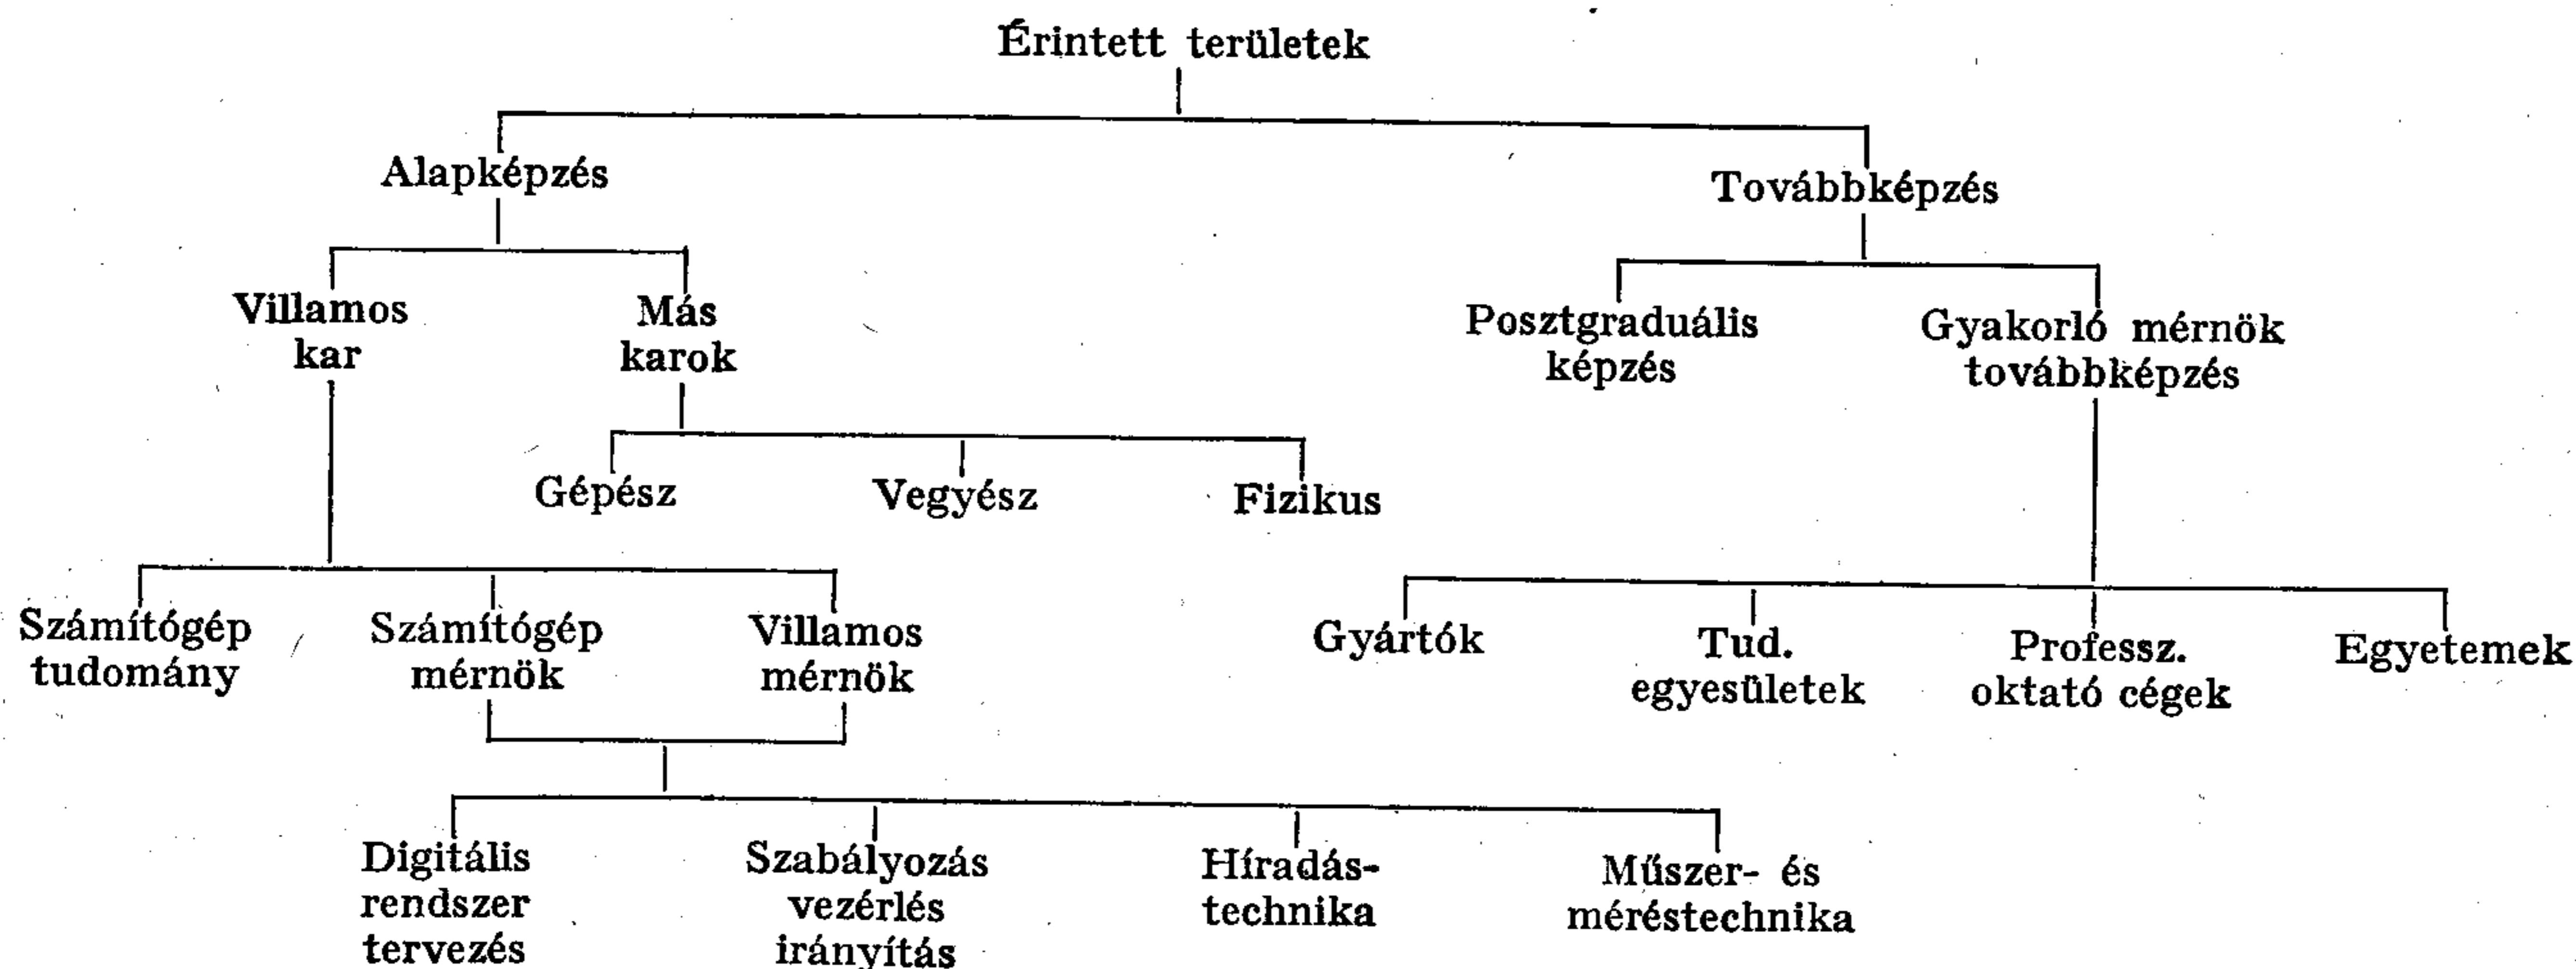 Érintett területek
Alapképzés
Továbbképzés
Villamos
kar
Más
karok
Posztgraduális
képzés
Gyakorló mérnök
továbbképzés
Gépész
Vegyész
Fizikus
Számítógép
tudomány
Számítógép
mérnök
Villamos
mérnök
Gyártók
Tud.
egyesületek
Professz.
oktató cégek
Egyetemek
Digitális
rendszer
tervezés
Szabályozás
vezérlés
irányítás
Híradás-
technika
Műszer- és
méréstechnika